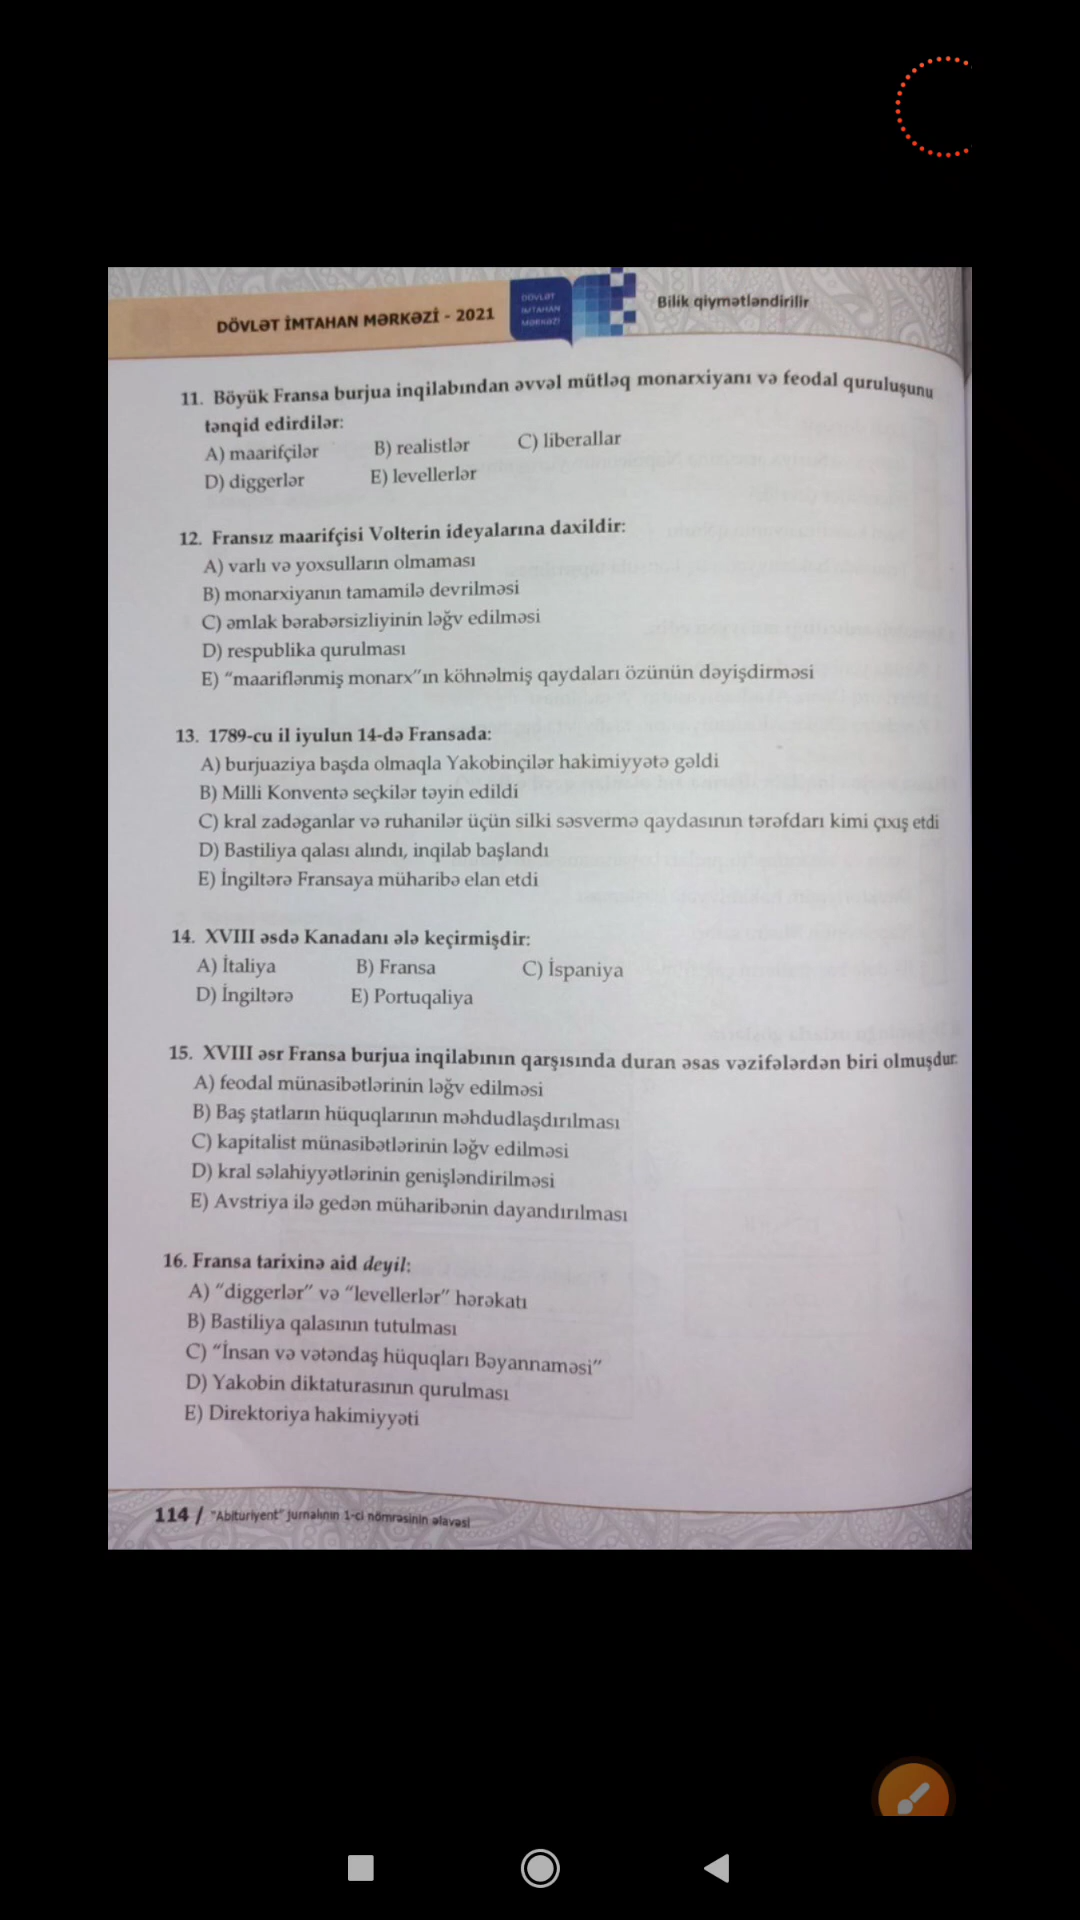 DÖVLƏT İMTAHAN MƏRKƏZİ - 2021
DÖVLƏT
İMTAHAN
MƏRKƏZİ
Bilik qiymətləndirilir
11. Böyük Fransa burjua inqilabından əvvəl mütləq monarxiyanı və feodal quruluşunu
tənqid edirdilər:
A) maarifçilər B) realistlər C) liberallar
D) diggerlər E) levellerlər
12. Fransız maarifçisi Volterin ideyalarına daxildir:
A) varlı və yoxsulların olmaması
B) monarxiyanın tamamilə devrilməsi
C) əmlak bərabərsizliyinin ləğv edilməsi
D) respublika qurulması
E) “maariflənmiş monarx”ın köhnəlmiş qaydaları özünün dəyişdirməsi
13. 1789-cu il iyulun 14-də Fransada:
A) burjuaziya başda olmaqla Yakobinçilər hakimiyyətə gəldi
B) Milli Konventə seçkilər təyin edildi
C) kral zadəganlar və ruhanilər üçün silki səsvermə qaydasının tərəfdarı kimi çıxış etdi
D) Bastiliya qalası alındı, inqilab başlandı
E) İngiltərə Fransaya müharibə elan etdi
14. XVIII əsdə Kanadanı ələ keçirmişdir:
A) İtaliya B) Fransa C) İspaniya
D) İngiltərə E) Portuqaliya
15. XVIII əsr Fransa burjua inqilabının qarşısında duran əsas vəzifələrdən biri olmuşdur:
A) feodal münasibətlərinin ləğv edilməsi
B) Baş ştatların hüquqlarının məhdudlaşdırılması
C) kapitalist münasibətlərinin ləğv edilməsi
D) kral səlahiyyətlərinin genişləndirilməsi
E) Avstriya ilə gedən müharibənin dayandırılması
16. Fransa tarixinə aid deyil:
A) “diggerlər” və “levellerlər” hərəkatı
B) Bastiliya qalasının tutulması
C) “İnsan və vətəndaş hüquqları Bəyannaməsi”
D) Yakobin diktaturasının qurulması
E) Direktoriya hakimiyyəti
114 / "Abituriyent" jurnalının 1-ci nömrəsinin əlavəsi